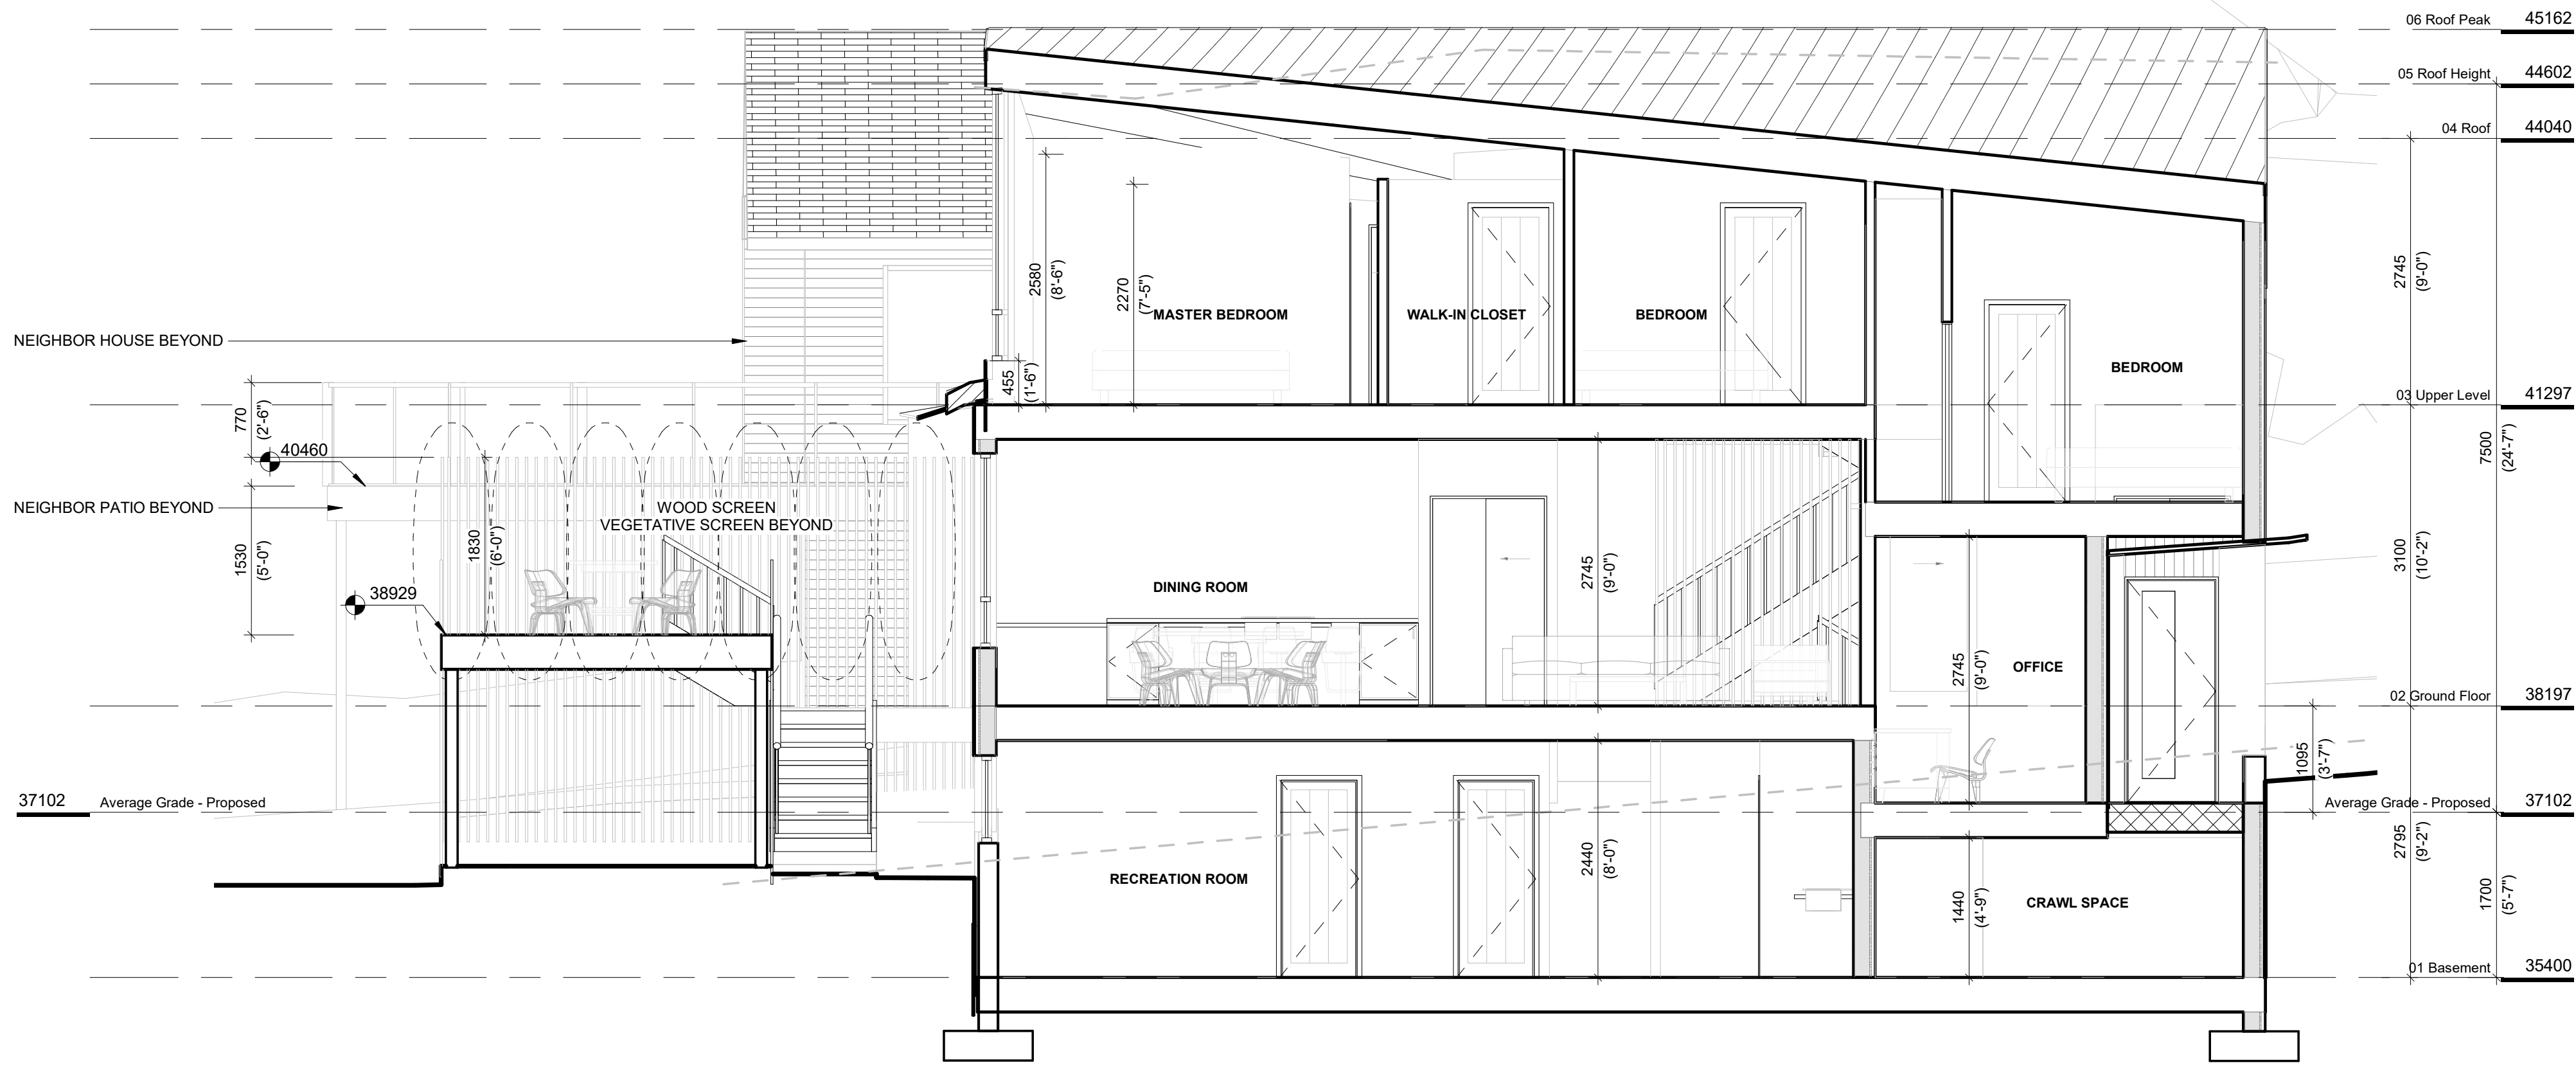 06 Roof Peak 45162
05 Roof Height 44602
04 Roof 44040
2580
(8'-6")
2270
(7'-5")
2745
(9'-0")
MASTER BEDROOM
WALK-IN CLOSET
BEDROOM
NEIGHBOR HOUSE BEYOND
BEDROOM
455
(1'-6")
03 Upper Level 41297
770
(2'-6")
40460
7500
(24'-7")
NEIGHBOR PATIO BEYOND
WOOD SCREEN
VEGETATIVE SCREEN BEYOND
1530
(5'-0")
1830
(6'-0")
38929
DINING ROOM
2745
(9'-0")
3100
(10'-2")
2745
(9'-0")
OFFICE
02 Ground Floor 38197
1095
(3'-7")
37102 Average Grade - Proposed
Average Grade - Proposed 37102
2795
(9'-2")
2440
(8'-0")
RECREATION ROOM
1440
(4'-9")
CRAWL SPACE
1700
(5'-7")
01 Basement 35400